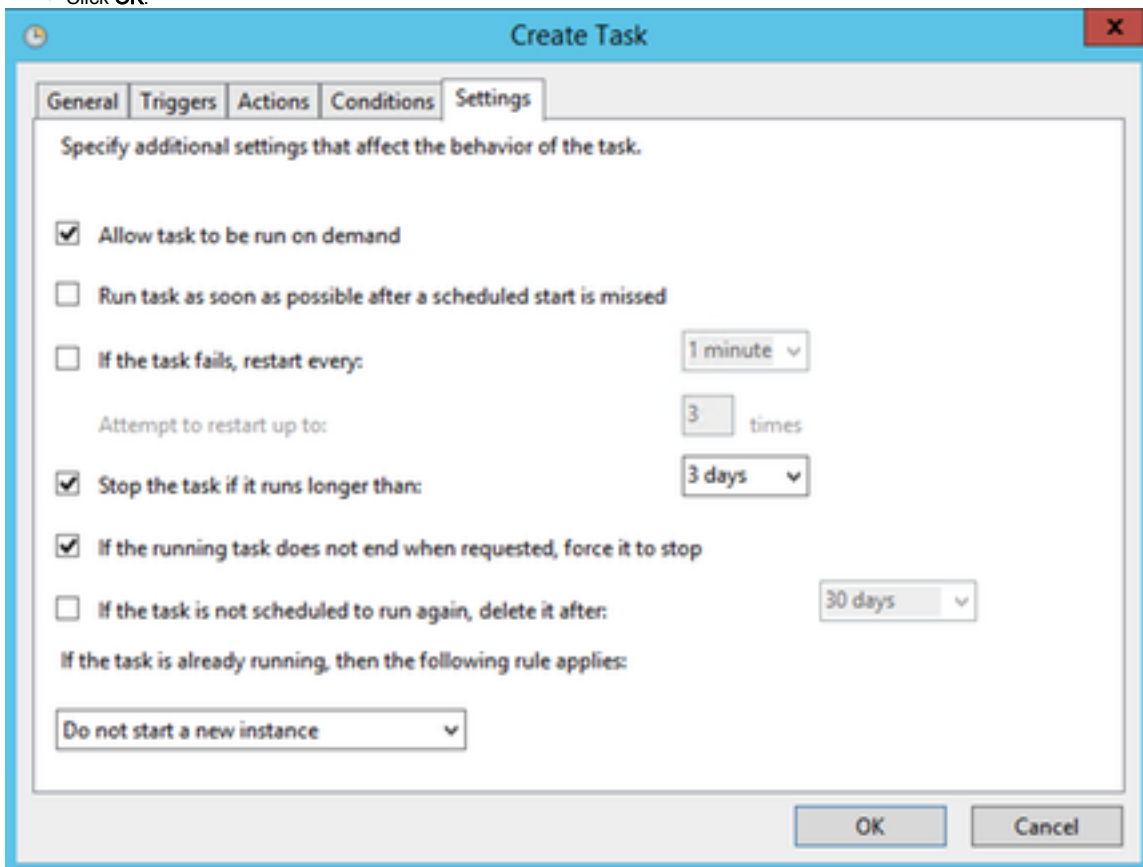 Click OK.
Create Task
x
General Triggers Actions Conditions Settings
Specify additional settings that affect the behavior of the task.
Allow task to be run on demand
Run task as soon as possible after a scheduled start is missed
If the task fails, restart every: 1 minute
Attempt to restart up to: 3 times
Stop the task if it runs longer than: 3 days
If the running task does not end when requested, force it to stop
If the task is not scheduled to run again, delete it after: 30 days
If the task is already running, then the following rule applies:
Do not start a new instance
OK Cancel